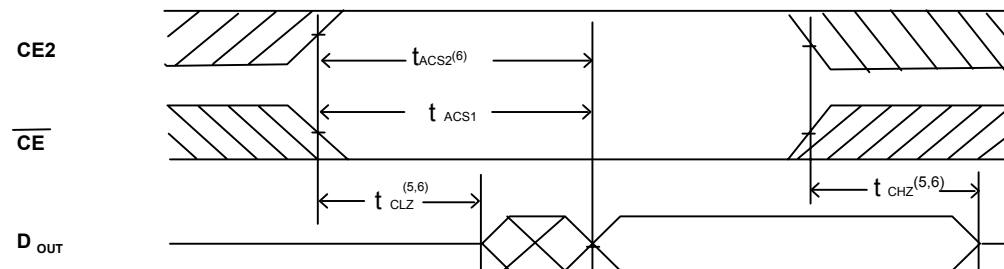 CE2
tACS2(6)
t ACS1
CE
t CLZ(5,6)
t CHZ(5,6)
D OUT